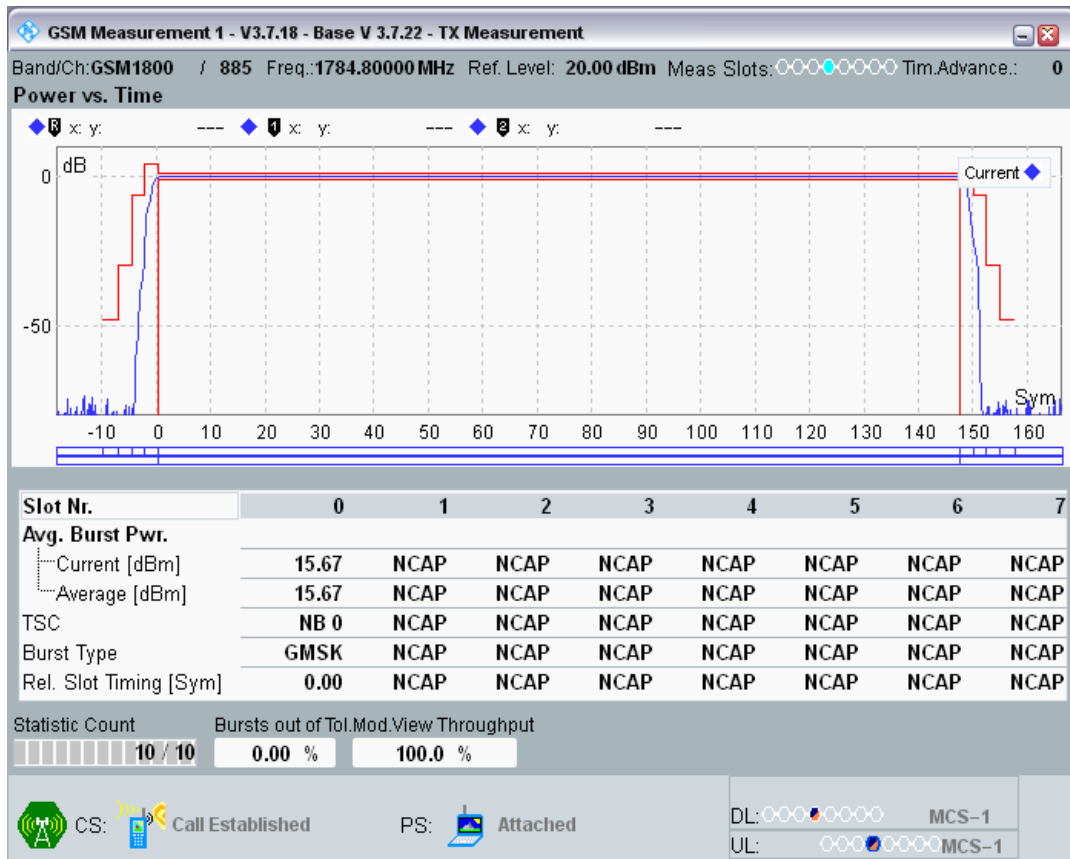 GSM Measurement 1 - V3.7.18 - Base V 3.7.22 - TX Measurement
Band/Ch:GSM1800 / 885 Freq.:1784.80000 MHz Ref. Level: 20.00 dBm Meas Slots: Tim.Advance.: 0
Power vs. Time
R x: y: --- 1 x: y: --- 2 x: y: ---
dB
Current
0
-50
Sym
-10 0 10 20 30 40 50 60 70 80 90 100 110 120 130 140 150 160
Slot Nr. 0 1 2 3 4 5 6 7
Avg. Burst Pwr.
Current [dBm] 15.67 NCAP NCAP NCAP NCAP NCAP NCAP NCAP
Average [dBm] 15.67 NCAP NCAP NCAP NCAP NCAP NCAP NCAP
TSC NB 0 NCAP NCAP NCAP NCAP NCAP NCAP NCAP
Burst Type GMSK NCAP NCAP NCAP NCAP NCAP NCAP NCAP
Rel. Slot Timing [Sym] 0.00 NCAP NCAP NCAP NCAP NCAP NCAP NCAP
Statistic Count Bursts out of Tol.Mod.View Throughput
10 / 10 0.00 % 100.0 %
CS: Call Established PS: Attached
DL: MCS-1
UL: MCS-1